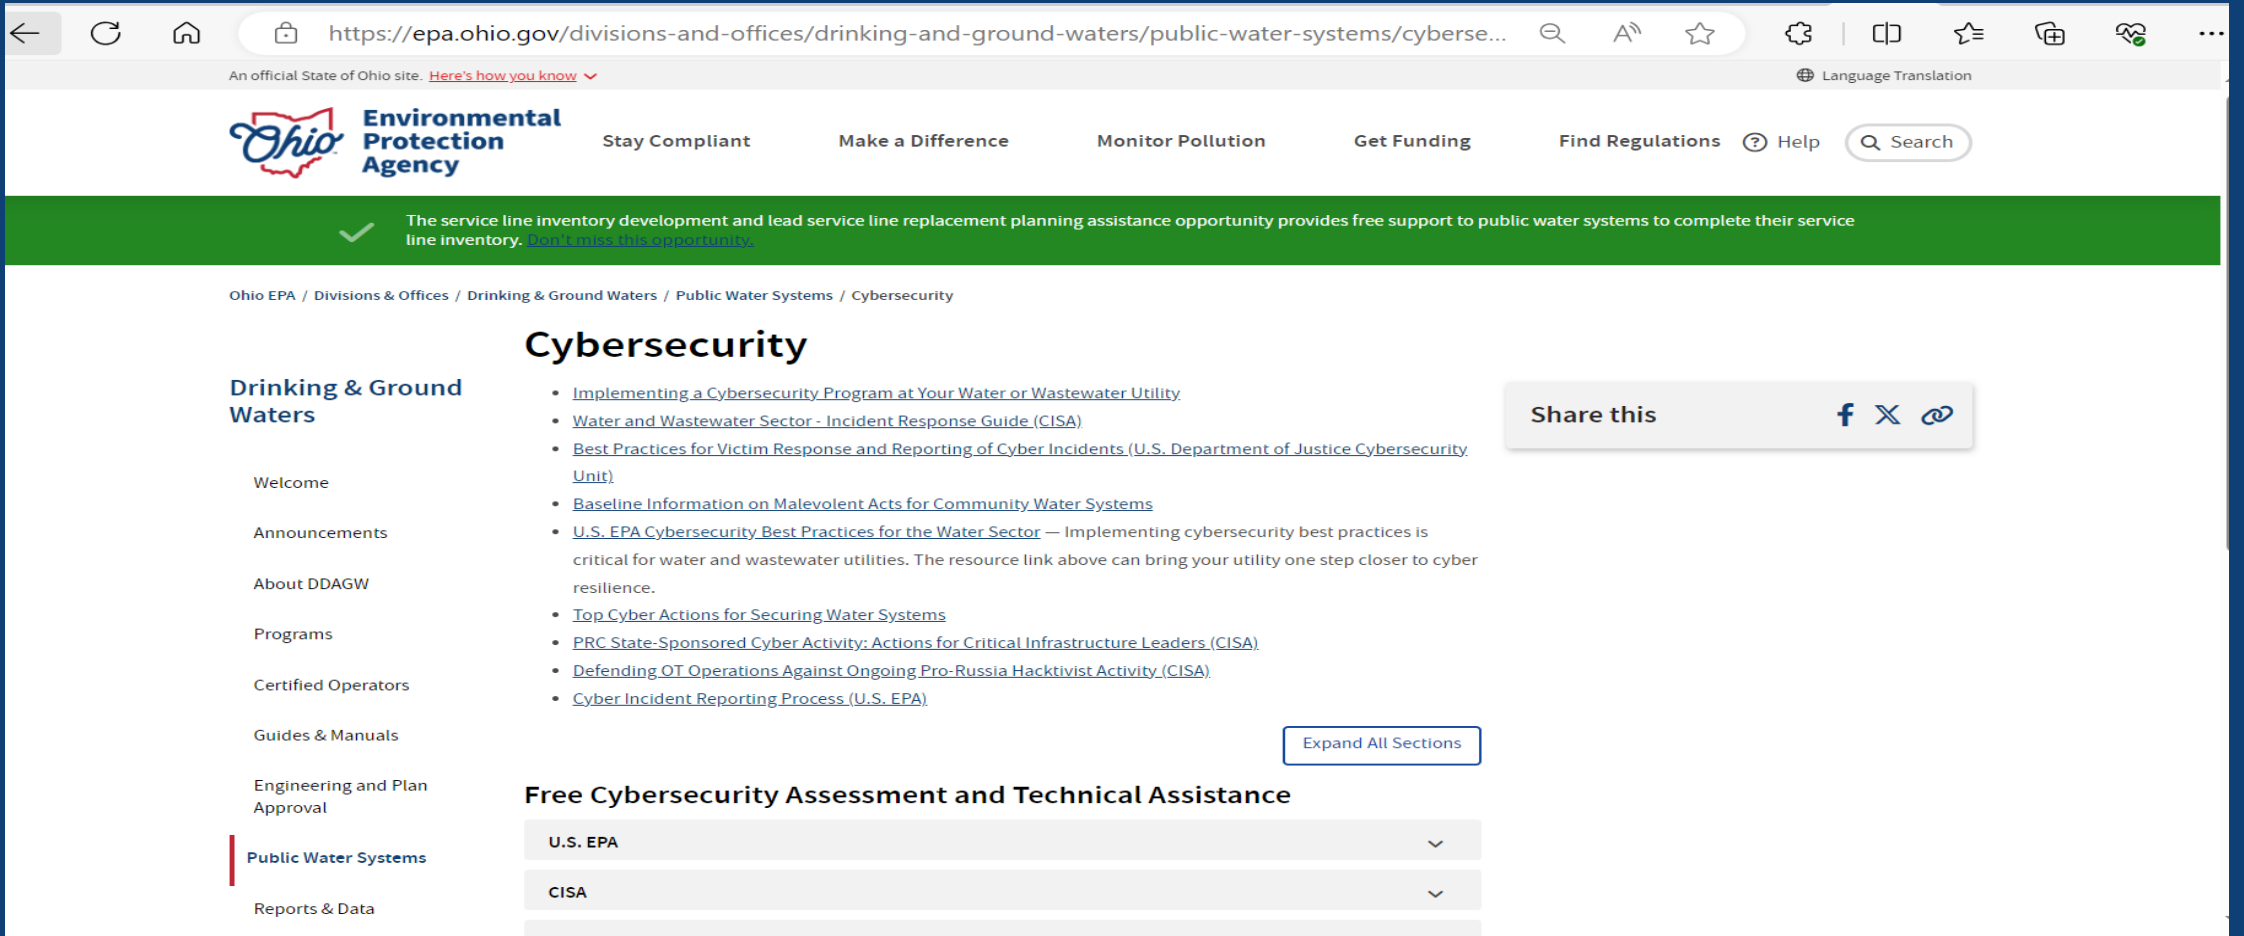 https://epa.ohio.gov/divisions-and-offices/drinking-and-ground-waters/public-water-systems/cyberse...
An official State of Ohio site. Here's how you know
Language Translation
Ohio
Environmental
Protection
Agency
Stay Compliant
Make a Difference
Monitor Pollution
Get Funding
Find Regulations
Help
Search
The service line inventory development and lead service line replacement planning assistance opportunity provides free support to public water systems to complete their service
line inventory. Don't miss this opportunity.
Ohio EPA / Divisions & Offices / Drinking & Ground Waters / Public Water Systems / Cybersecurity
Drinking & Ground
Waters
Welcome
Announcements
About DDAGW
Programs
Certified Operators
Guides & Manuals
Engineering and Plan
Approval
Public Water Systems
Reports & Data
Cybersecurity
• Implementing a Cybersecurity Program at Your Water or Wastewater Utility
• Water and Wastewater Sector - Incident Response Guide (CISA)
• Best Practices for Victim Response and Reporting of Cyber Incidents (U.S. Department of Justice Cybersecurity
Unit)
• Baseline Information on Malevolent Acts for Community Water Systems
• U.S. EPA Cybersecurity Best Practices for the Water Sector — Implementing cybersecurity best practices is
critical for water and wastewater utilities. The resource link above can bring your utility one step closer to cyber
resilience.
• Top Cyber Actions for Securing Water Systems
• PRC State-Sponsored Cyber Activity: Actions for Critical Infrastructure Leaders (CISA)
• Defending OT Operations Against Ongoing Pro-Russia Hacktivist Activity (CISA)
• Cyber Incident Reporting Process (U.S. EPA)
Expand All Sections
Free Cybersecurity Assessment and Technical Assistance
U.S. EPA
CISA
Share this